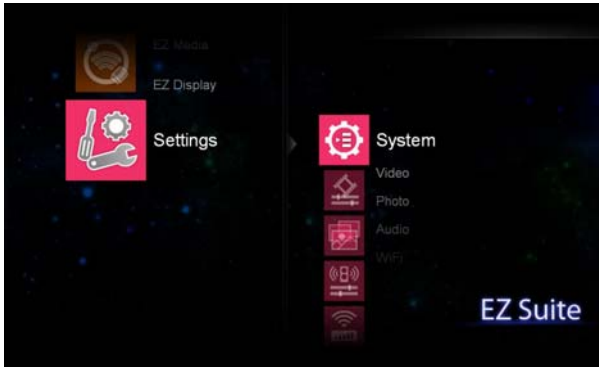 EZ Media
EZ Display
Settings
System
Video
Photo
Audio
WiFi
EZ Suite